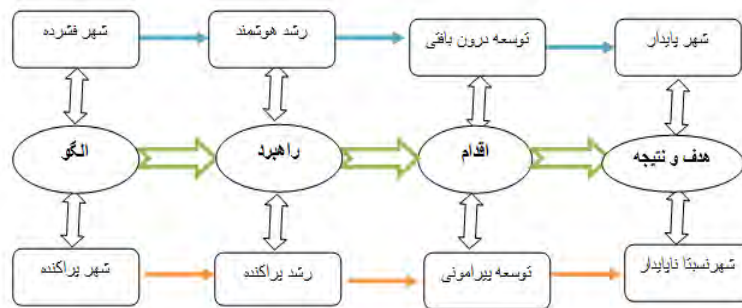 شهر فشرده
رشد هوشمند
توسعه درون بافتی
شهر پایدار
الگو
راهبرد
اقدام
هدف و نتیجه
شهر پراکنده
رشد پراکنده
توسعه پیرامونی
شهرنسبتا ناپایدار